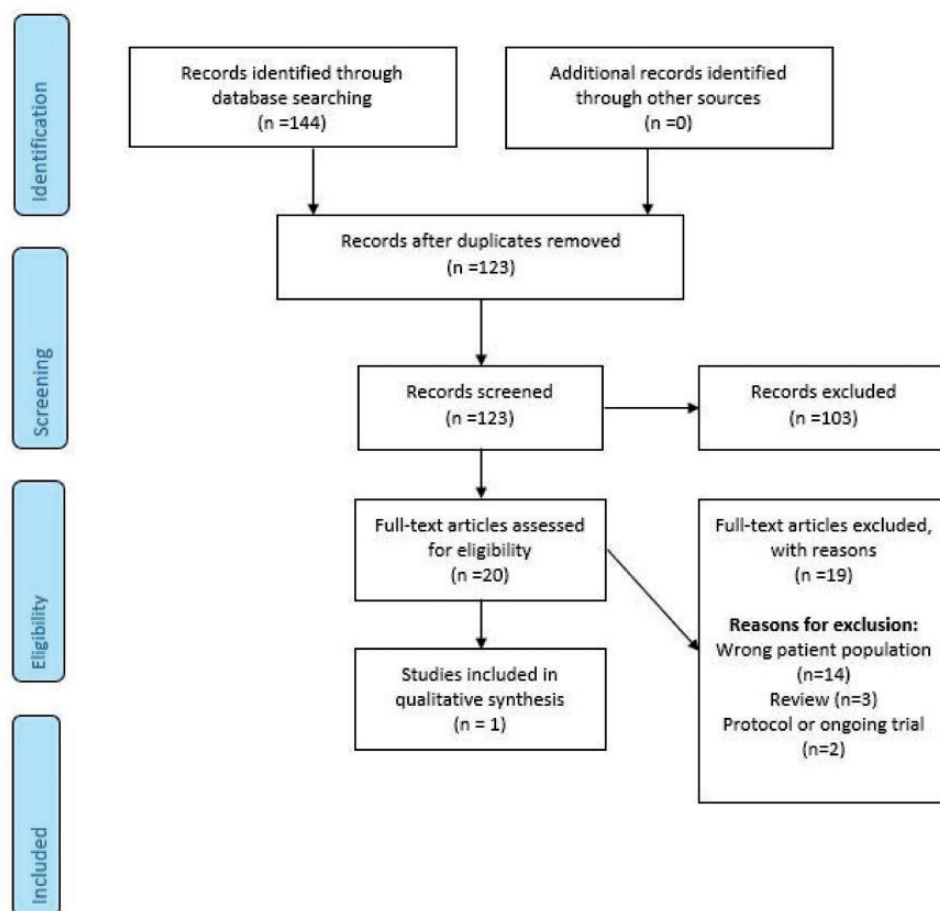 Identification
Records identified through
database searching
(n =144)
Additional records identified
through other sources
(n =0)
Records after duplicates removed
(n =123)
Screening
Records screened
(n =123)
Records excluded
(n =103)
Eligibility
Full-text articles assessed
for eligibility
(n =20)
Full-text articles excluded,
with reasons
(n =19)
Reasons for exclusion:
Wrong patient population
(n=14)
Review (n=3)
Protocol or ongoing trial
(n=2)
Studies included in
qualitative synthesis
(n = 1)
Included